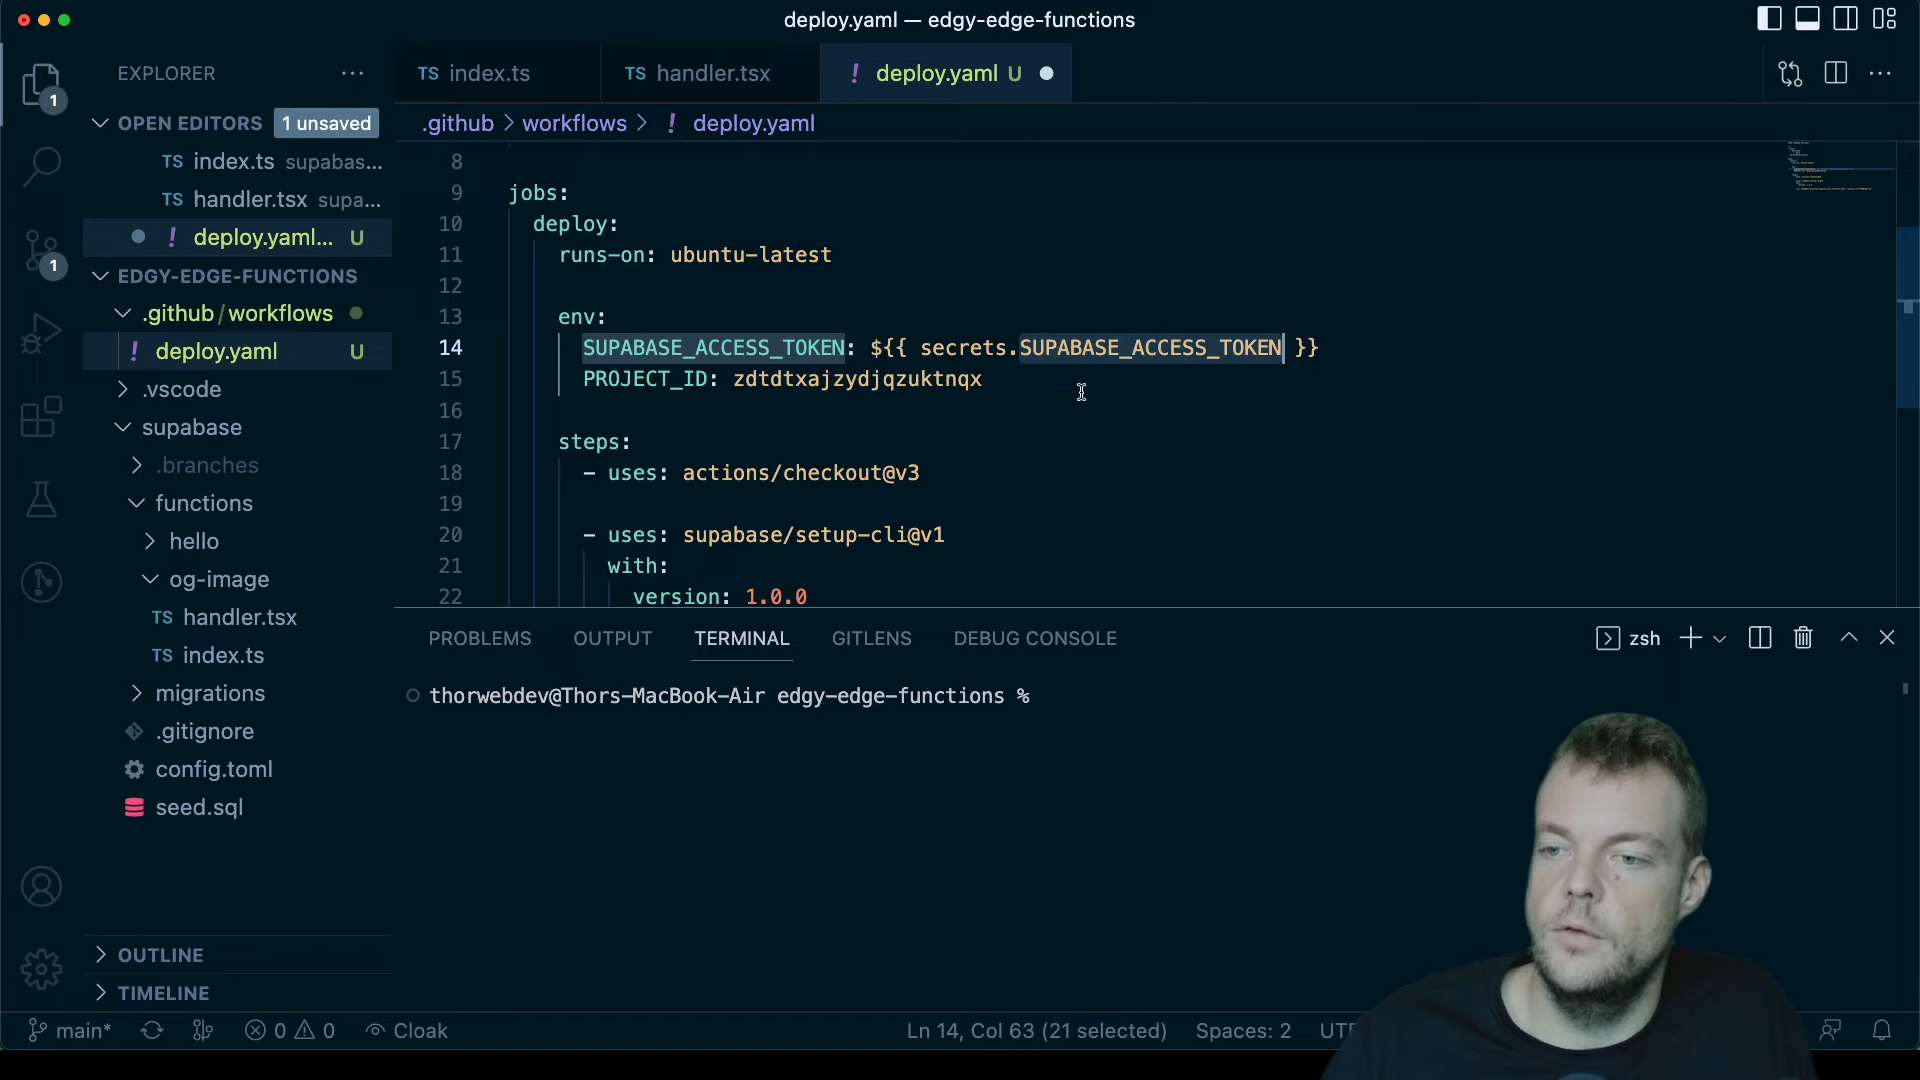 deploy.yaml — edgy-edge-functions
EXPLORER
1
OPEN EDITORS 1 unsaved
TS index.ts supabas...
TS handler.tsx supa...
! deploy.yaml... U
1
EDGY-EDGE-FUNCTIONS
.github/workflows
! deploy.yaml U
.vscode
supabase
.branches
functions
hello
og-image
TS handler.tsx
TS index.ts
migrations
.gitignore
config.toml
seed.sql
OUTLINE
TIMELINE
TS index.ts TS handler.tsx ! deploy.yaml U
.github > workflows > ! deploy.yaml
8
9 jobs:
10 deploy:
11 runs-on: ubuntu-latest
12
13 env:
14 SUPABASE_ACCESS_TOKEN: ${{ secrets.SUPABASE_ACCESS_TOKEN }}
15 PROJECT_ID: zdtdtxajzydjqzuktnqx
16
17 steps:
18 - uses: actions/checkout@v3
19
20 - uses: supabase/setup-cli@v1
21 with:
22 version: 1.0.0
PROBLEMS OUTPUT TERMINAL GITLENS DEBUG CONSOLE zsh
thorwebdev@Thors-MacBook-Air edgy-edge-functions %
main* 0 0 Cloak Ln 14, Col 63 (21 selected) Spaces: 2